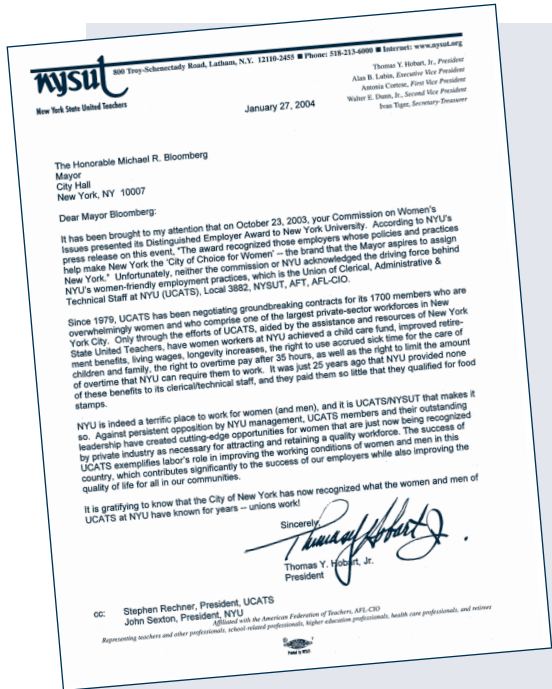 nysut
800 Troy-Schenectady Road, Latham, N.Y. 12110-2455 ■ Phone: 518-213-6000 ■ Internet: www.nysut.org
New York State United Teachers
Thomas Y. Hobart, Jr., President
Alan B. Lubin, Executive Vice President
Antonia Cortese, First Vice President
Walter E. Dunn, Jr., Second Vice President
Ivan Tiger, Secretary-Treasurer
January 27, 2004
The Honorable Michael R. Bloomberg
Mayor
City Hall
New York, NY 10007
Dear Mayor Bloomberg:
It has been brought to my attention that on October 23, 2003, your Commission on Women's
Issues presented its Distinguished Employer Award to New York University. According to NYU's
press release on this event, "The award recognized those employers whose policies and practices
help make New York the 'City of Choice for Women' -- the brand that the Mayor aspires to assign
New York." Unfortunately, neither the commission or NYU acknowledged the driving force behind
NYU's women-friendly employment practices, which is the Union of Clerical, Administrative &
Technical Staff at NYU (UCATS), Local 3882, NYSUT, AFT, AFL-CIO.
Since 1979, UCATS has been negotiating groundbreaking contracts for its 1700 members who are
overwhelmingly women and who comprise one of the largest private-sector workforces in New
York City. Only through the efforts of UCATS, aided by the assistance and resources of New York
State United Teachers, have women workers at NYU achieved a child care fund, improved retire-
ment benefits, living wages, longevity increases, the right to use accrued sick time for the care of
children and family, the right to overtime pay after 35 hours, as well as the right to limit the amount
of overtime that NYU can require them to work. It was just 25 years ago that NYU provided none
of these benefits to its clerical/technical staff, and they paid them so little that they qualified for food
stamps.
NYU is indeed a terrific place to work for women (and men), and it is UCATS/NYSUT that makes it
so. Against persistent opposition by NYU management, UCATS members and their outstanding
leadership have created cutting-edge opportunities for women that are just now being recognized
by private industry as necessary for attracting and retaining a quality workforce. The success of
UCATS exemplifies labor's role in improving the working conditions of women and men in this
country, which contributes significantly to the success of our employers while also improving the
quality of life for all in our communities.
It is gratifying to know that the City of New York has now recognized what the women and men of
UCATS at NYU have known for years -- unions work!
Sincerely,
Thomas Y. Hobart Jr.
Thomas Y. Hobart, Jr.
President
cc: Stephen Rechner, President, UCATS
John Sexton, President, NYU
Affiliated with the American Federation of Teachers, AFL-CIO
Representing teachers and other professionals, school-related professionals, higher education professionals, health care professionals, and retirees